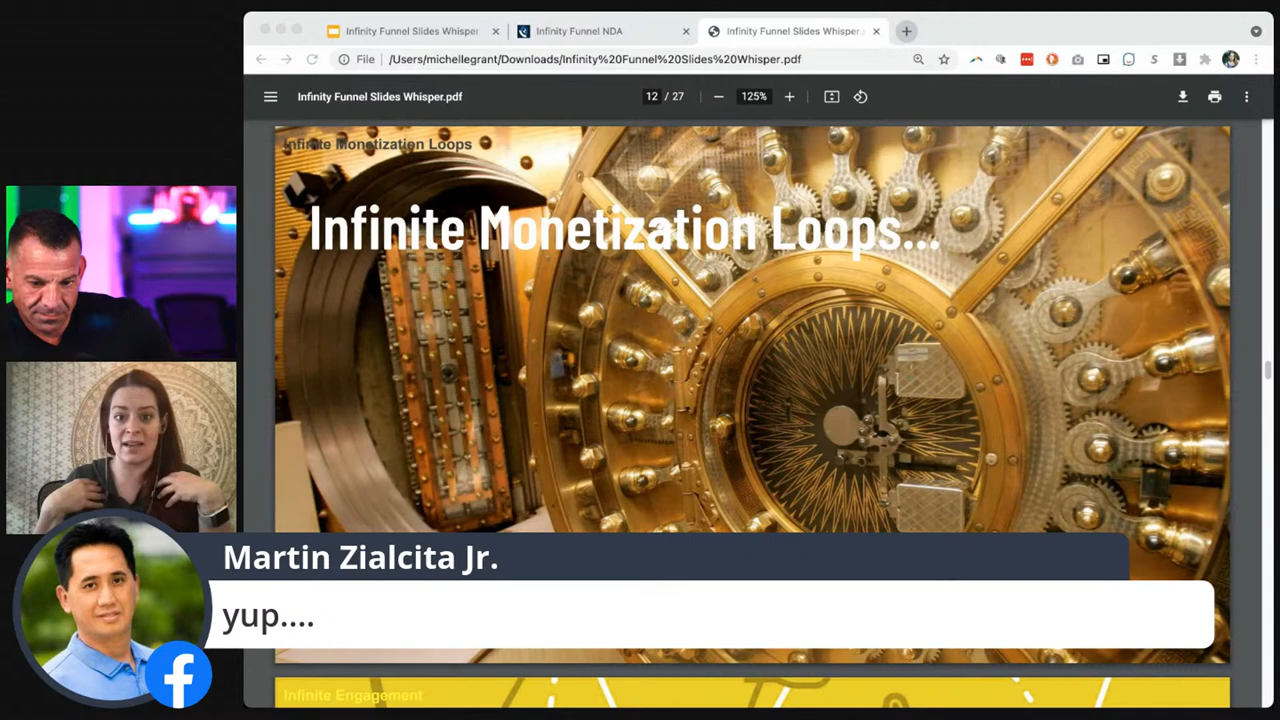 Infinity Funnel Slides Whisper
Infinity Funnel NDA
Infinity Funnel Slides Whisper.
File
/Users/michellegrant/Downloads/Infinity%20Funnel%20Slides%20Whisper.pdf
Infinity Funnel Slides Whisper.pdf
12 / 27
125%
Infinite Monetization Loops
Infinite Monetization Loops...
Martin Zialcita Jr.
yup....
Infinite Engagement